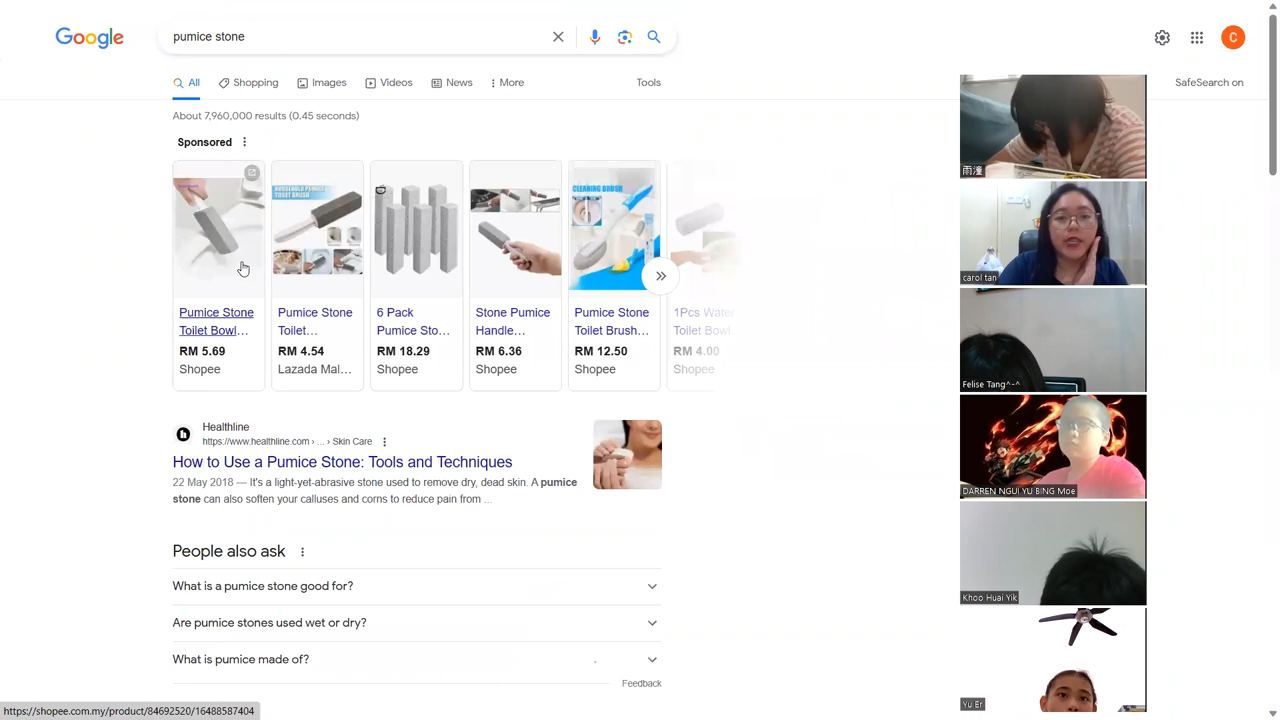 Google
pumice stone
All
Shopping
Images
Videos
News
More
Tools
SafeSearch on
C
About 7,960,000 results (0.45 seconds)
Sponsored
Pumice Stone
Toilet Bowl…
RM 5.69
Shopee
HOUSEHOLD PUMICE
TOILET BRUSH
Pumice Stone
Toilet…
RM 4.54
Lazada Mal…
6 Pack
Pumice Sto…
RM 18.29
Shopee
Stone Pumice
Handle…
RM 6.36
Shopee
CLEANING BRUSH
Pumice Stone
Toilet Brush…
RM 12.50
Shopee
1Pcs Water
Toilet Bowl
RM 4.00
Shopee
Healthline
https://www.healthline.com › ... › Skin Care
How to Use a Pumice Stone: Tools and Techniques
22 May 2018 — It's a light-yet-abrasive stone used to remove dry, dead skin. A pumice
stone can also soften your calluses and corns to reduce pain from ...
People also ask
What is a pumice stone good for?
Are pumice stones used wet or dry?
What is pumice made of?
Feedback
https://shopee.com.my/product/84692520/16488587404
雨潼
carol tan
Felise Tang^-^
DARREN NGUI YU BING Moe
Khoo Huai Yik
Yu Er